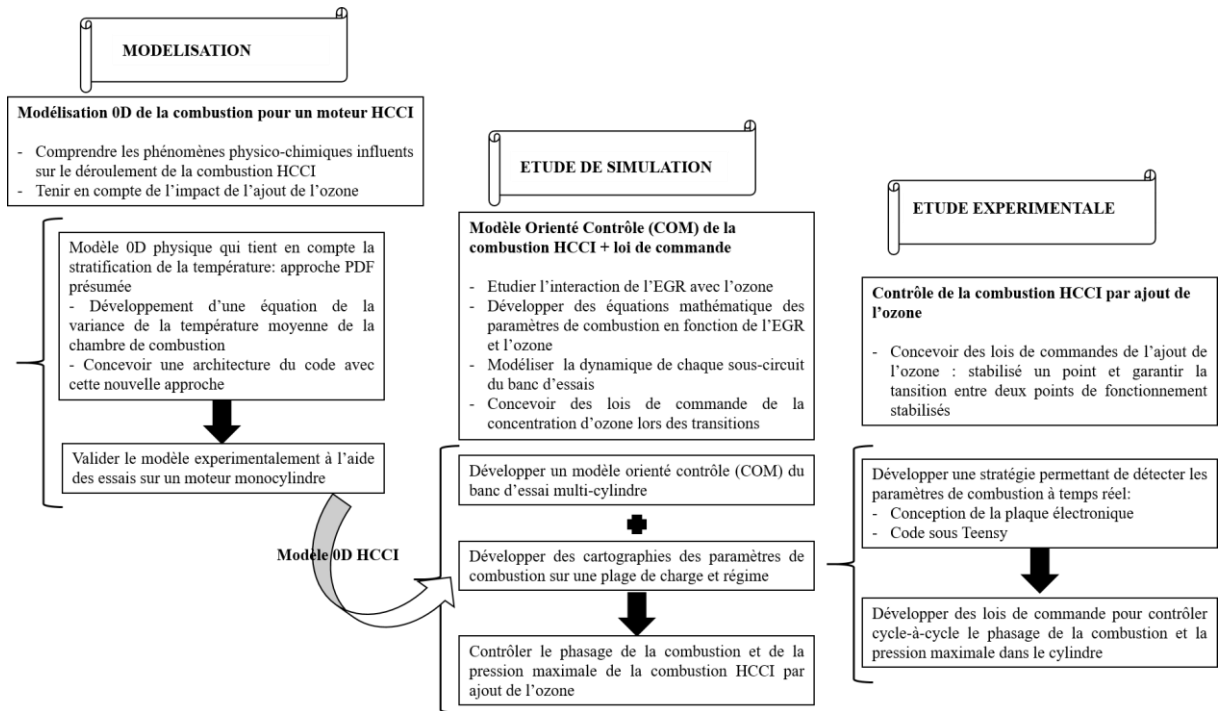 MODELISATION
Modélisation 0D de la combustion pour un moteur HCCI
- Comprendre les phénomènes physico-chimiques influents
sur le déroulement de la combustion HCCI
- Tenir en compte de l'impact de l'ajout de l'ozone
Modèle 0D physique qui tient en compte la
stratification de la température: approche PDF
présumée
- Développement d'une équation de la
variance de la température moyenne de la
chambre de combustion
- Concevoir une architecture du code avec
cette nouvelle approche
Valider le modèle experimentalement à l'aide
des essais sur un moteur monocylindre
Modèle 0D HCCI
ETUDE DE SIMULATION
Modèle Orienté Contrôle (COM) de la
combustion HCCI + loi de commande
- Etudier l'interaction de l'EGR avec l'ozone
- Développer des équations mathématique des
paramètres de combustion en fonction de l'EGR
et l'ozone
- Modéliser la dynamique de chaque sous-circuit
du banc d'essais
- Concevoir des lois de commande de la
concentration d'ozone lors des transitions
Développer un modèle orienté contrôle (COM) du
banc d'essai multi-cylindre
Développer des cartographies des paramètres de
combustion sur une plage de charge et régime
Contrôler le phasage de la combustion et de la
pression maximale de la combustion HCCI par
ajout de l'ozone
ETUDE EXPERIMENTALE
Contrôle de la combustion HCCI par ajout de
l'ozone
- Concevoir des lois de commandes de l'ajout de
l'ozone : stabilisé un point et garantir la
tansition entre deux points de fonctionnement
stabilisés
Développer une stratégie permettant de détecter les
paramètres de combustion à temps réel:
- Conception de la plaque électronique
- Code sous Teensy
Développer des lois de commande pour contrôler
cycle-à-cycle le phasage de la combustion et la
pression maximale dans le cylindre